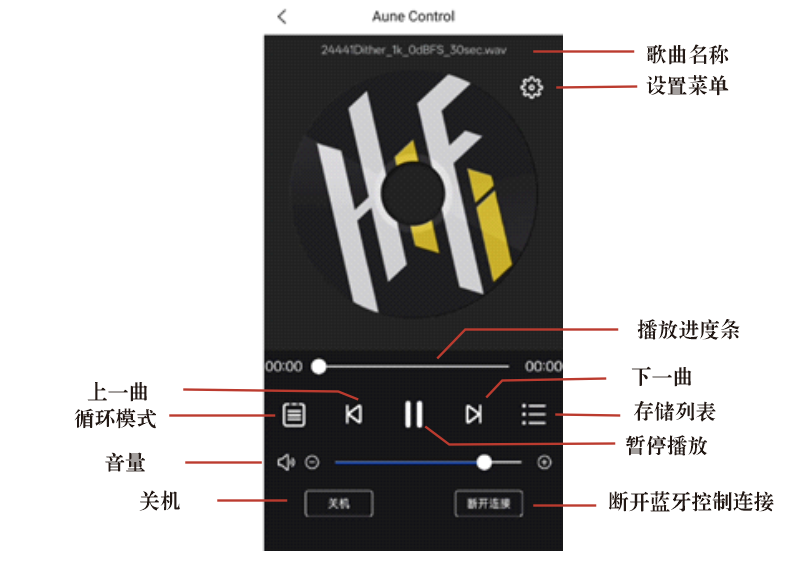 Aune Control
24441Dither_1k_0dBFS_30sec.wav
歌曲名称
设置菜单
HiFi
播放进度条
00:00
00:00
上一曲
下一曲
循环模式
存储列表
暂停播放
音量
关机
关机
断开连接
断开蓝牙控制连接